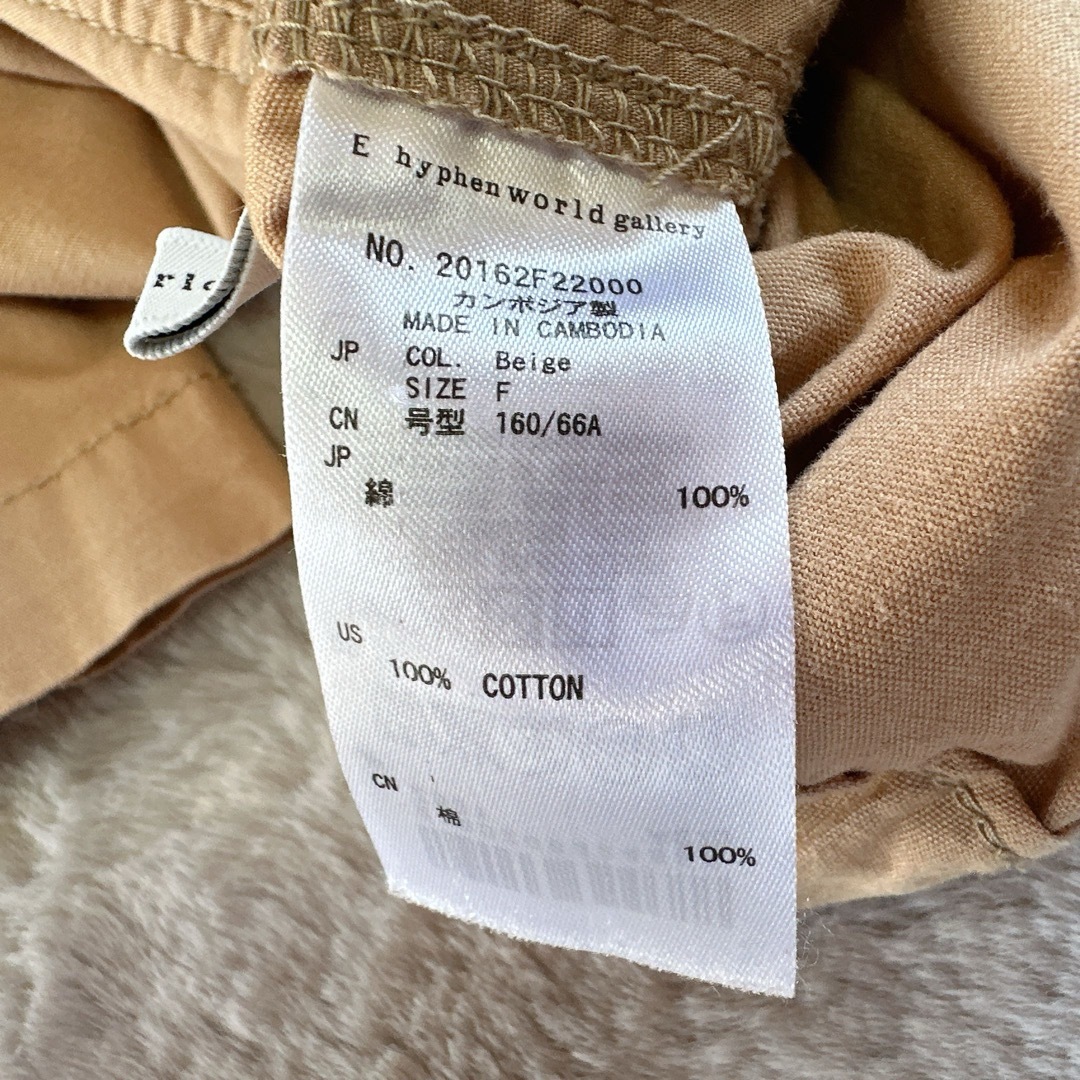 E hyphen world gallery
NO. 20162F22000
カンボジア製
MADE IN CAMBODIA
JP COL. Beige
SIZE F
CN 号型 160/66A
JP
綿 100%
US
100% COTTON
CN
棉 100%